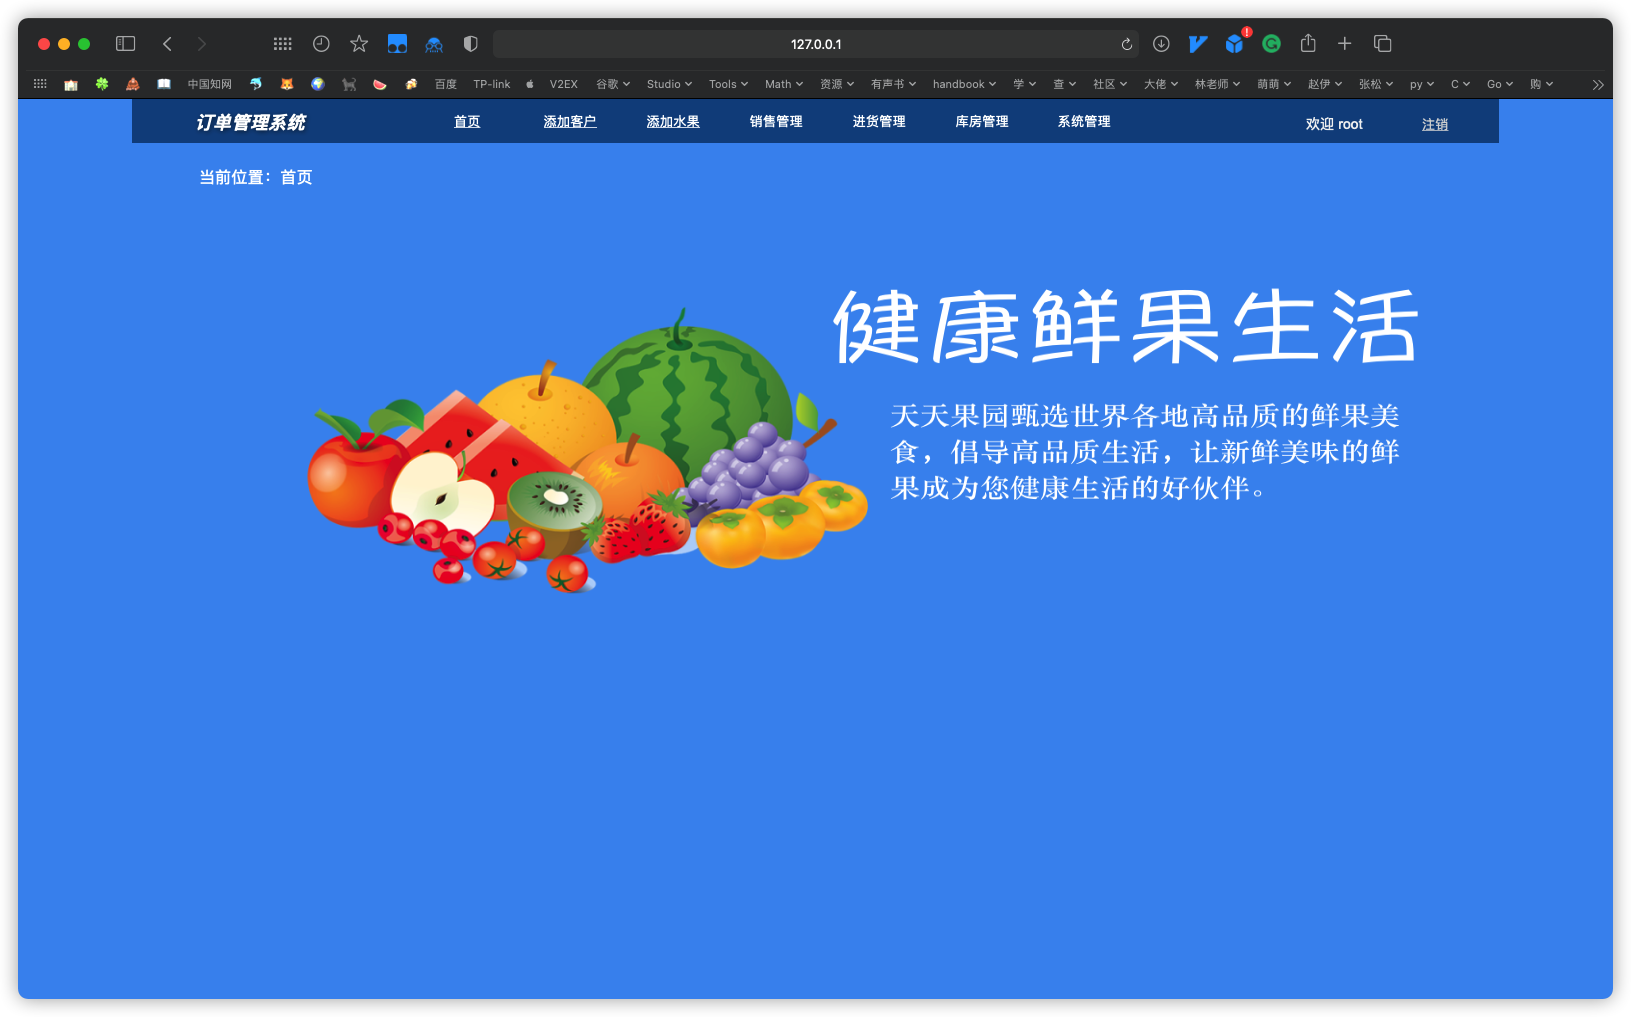 127.0.0.1
中国知网 百度 TP-link V2EX 谷歌 Studio Tools Math 资源 有声书 handbook 学 查 社区 大佬 林老师 萌萌 赵伊 张松 py C Go 购
订单管理系统 首页 添加客户 添加水果 销售管理 进货管理 库房管理 系统管理 欢迎 root 注销
当前位置：首页
健康鲜果生活
天天果园甄选世界各地高品质的鲜果美
食，倡导高品质生活，让新鲜美味的鲜
果成为您健康生活的好伙伴。